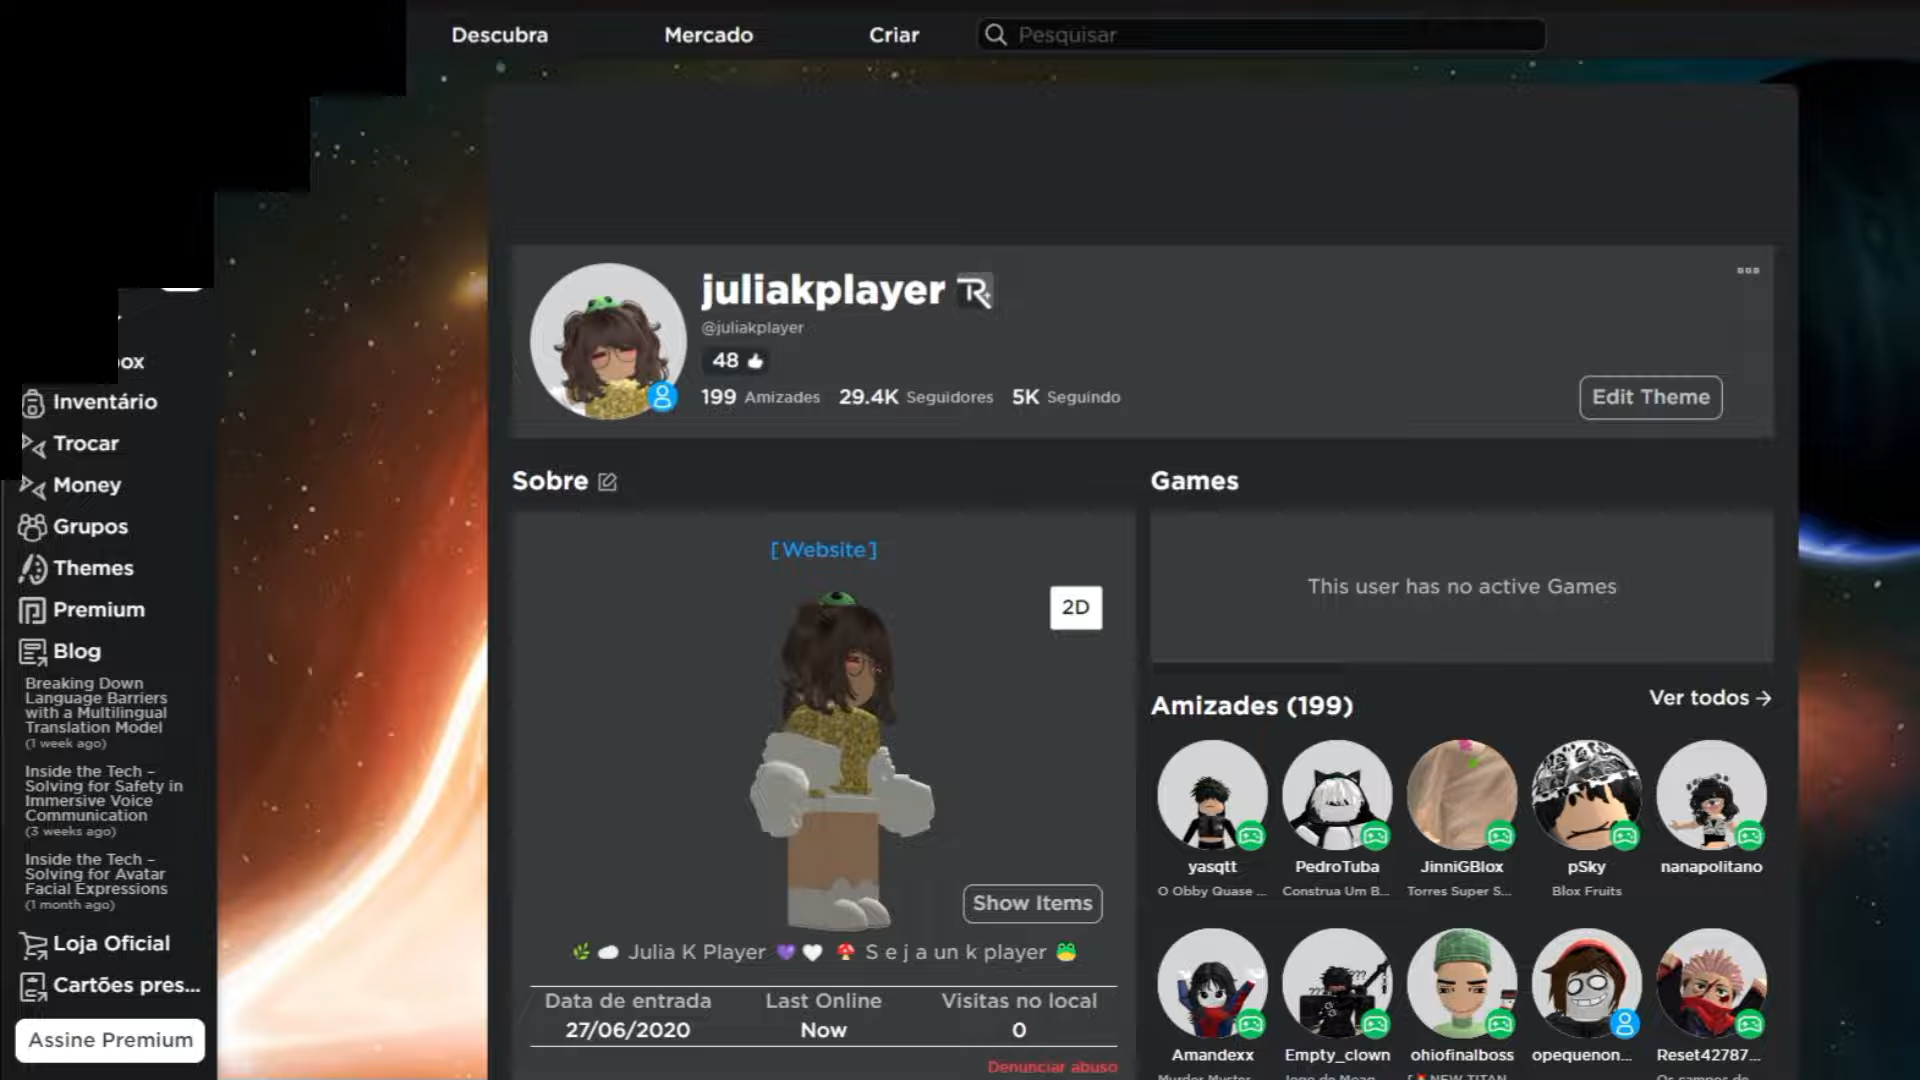 Descubra
Mercado
Criar
Pesquisar
juliakplayer
@juliakplayer
48
199 Amizades 29.4K Seguidores 5K Seguindo
Edit Theme
Inventário
Trocar
Money
Grupos
Themes
Premium
Blog
Breaking Down
Language Barriers
with a Multilingual
Translation Model
(1 week ago)
Inside the Tech -
Solving for Safety in
Immersive Voice
Communication
(3 weeks ago)
Inside the Tech -
Solving for Avatar
Facial Expressions
(1 month ago)
Loja Oficial
Cartões pres...
Assine Premium
Sobre
[Website]
2D
Show Items
🌿 ☁️ Julia K Player 💜🤍 🍄 S e j a un k player 🐸
Data de entrada
27/06/2020
Last Online
Now
Visitas no local
0
Denunciar abuso
Games
This user has no active Games
Amizades (199)
Ver todos
yasqtt
O Obby Quase ...
PedroTuba
Construa Um B...
JinniGBlox
Torres Super S...
pSky
Blox Fruits
nanapolitano
Amandexx
Empty_clown
ohiofinalboss
opequenon...
Reset42787...